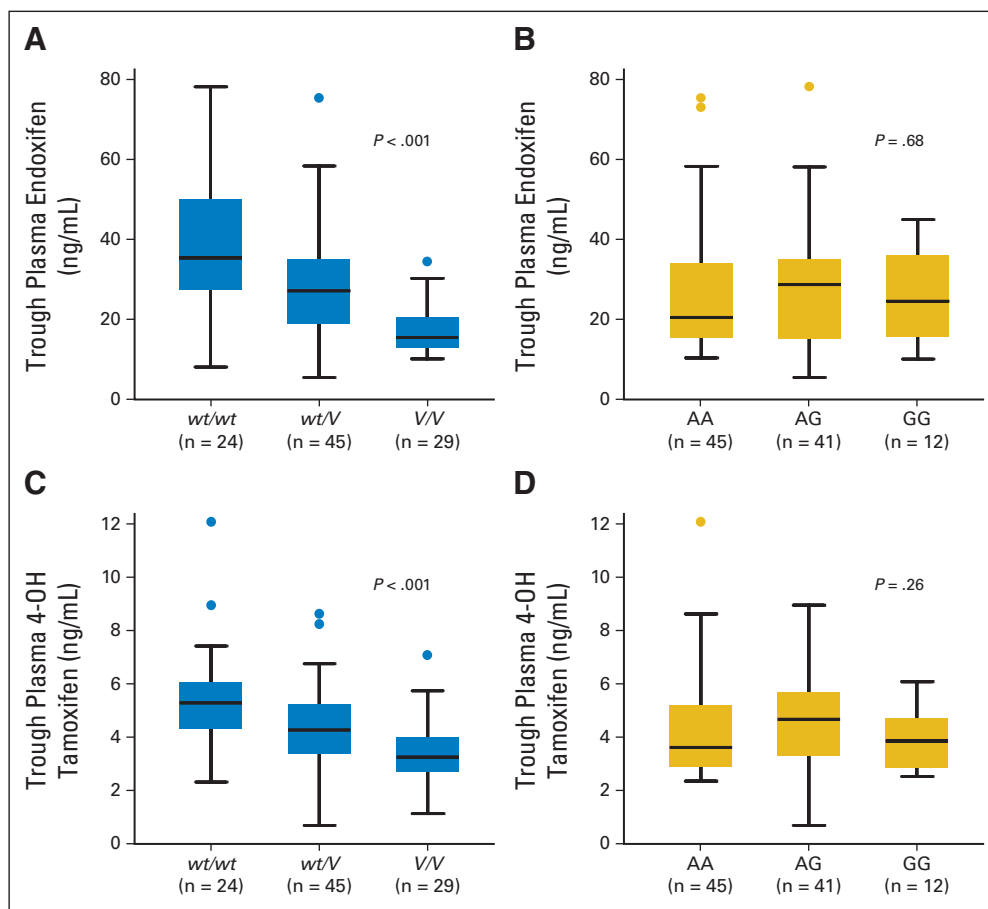 A
Trough Plasma Endoxifen
(ng/mL)
80
60
40
20
0
P < .001
wt/wt
(n = 24)
wt/V
(n = 45)
V/V
(n = 29)
B
Trough Plasma Endoxifen
(ng/mL)
80
60
40
20
0
P = .68
AA
(n = 45)
AG
(n = 41)
GG
(n = 12)
C
Trough Plasma 4-OH
Tamoxifen (ng/mL)
12
10
8
6
4
2
0
P < .001
wt/wt
(n = 24)
wt/V
(n = 45)
V/V
(n = 29)
D
Trough Plasma 4-OH
Tamoxifen (ng/mL)
12
10
8
6
4
2
0
P = .26
AA
(n = 45)
AG
(n = 41)
GG
(n = 12)